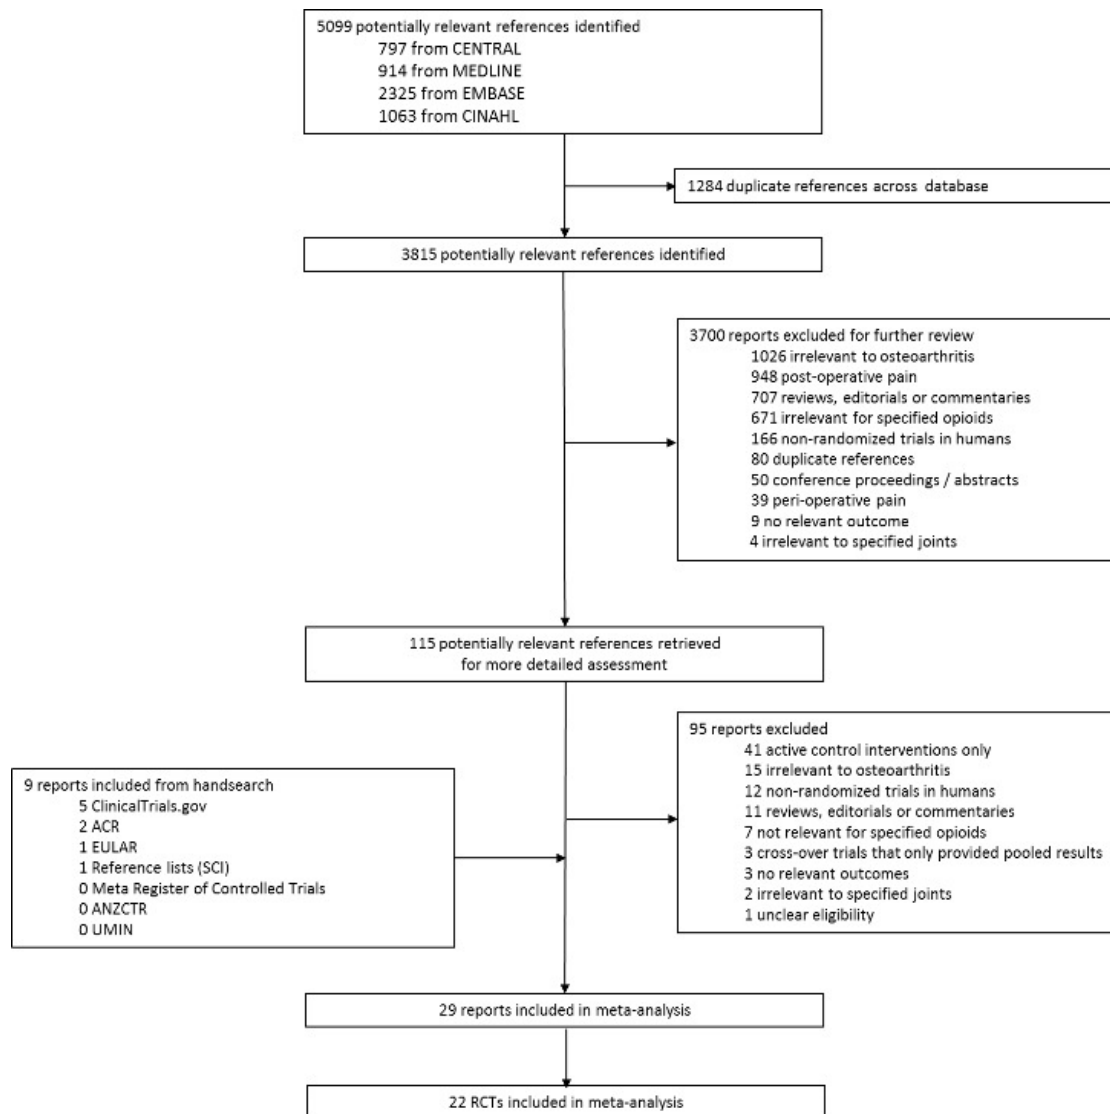 5099 potentially relevant references identified
797 from CENTRAL
914 from MEDLINE
2325 from EMBASE
1063 from CINAHL
1284 duplicate references across database
3815 potentially relevant references identified
3700 reports excluded for further review
1026 irrelevant to osteoarthritis
948 post-operative pain
707 reviews, editorials or commentaries
671 irrelevant for specified opioids
166 non-randomized trials in humans
80 duplicate references
50 conference proceedings / abstracts
39 peri-operative pain
9 no relevant outcome
4 irrelevant to specified joints
115 potentially relevant references retrieved
for more detailed assessment
95 reports excluded
41 active control interventions only
15 irrelevant to osteoarthritis
12 non-randomized trials in humans
11 reviews, editorials or commentaries
7 not relevant for specified opioids
3 cross-over trials that only provided pooled results
3 no relevant outcomes
2 irrelevant to specified joints
1 unclear eligibility
9 reports included from handsearch
5 ClinicalTrials.gov
2 ACR
1 EULAR
1 Reference lists (SCI)
0 Meta Register of Controlled Trials
0 ANZCTR
0 UMIN
29 reports included in meta-analysis
22 RCTs included in meta-analysis